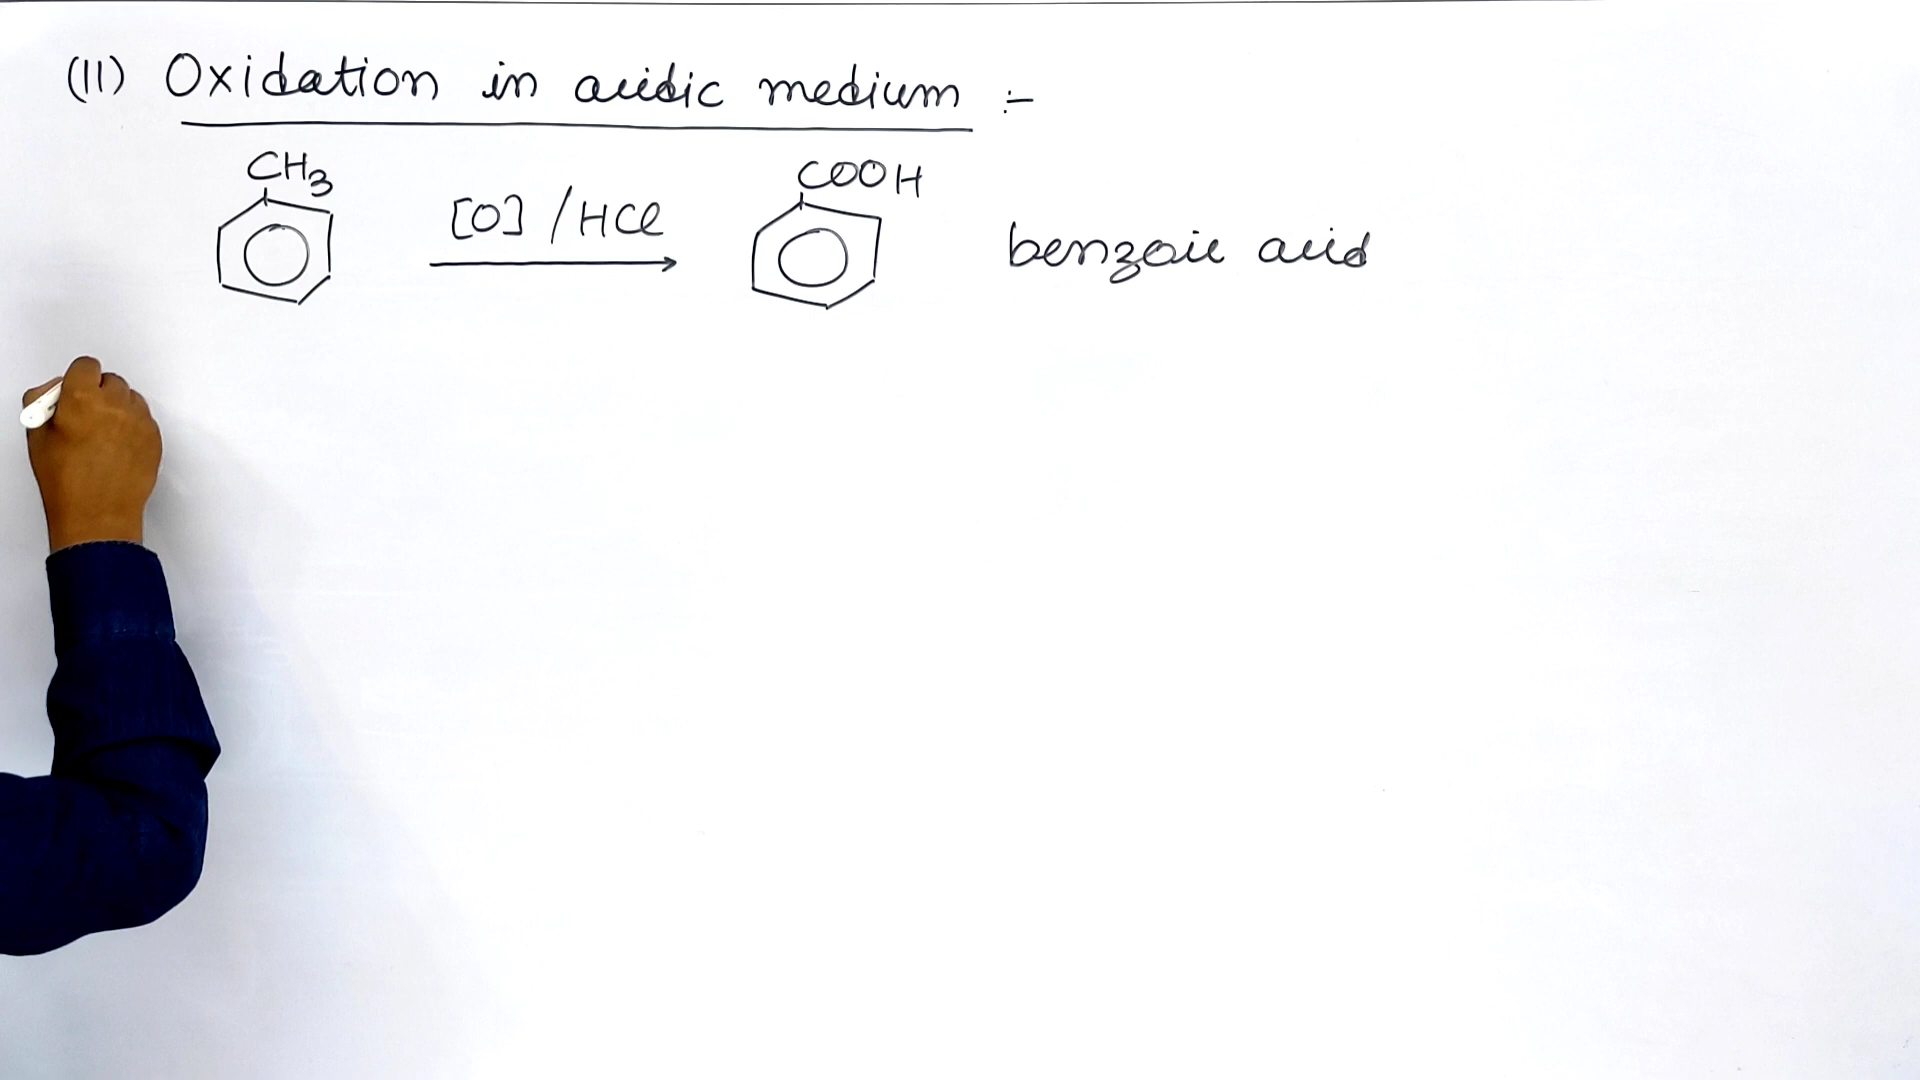 (II) Oxidation in acidic medium :-
CH3
[O] / HCl
COOH
benzoic acid